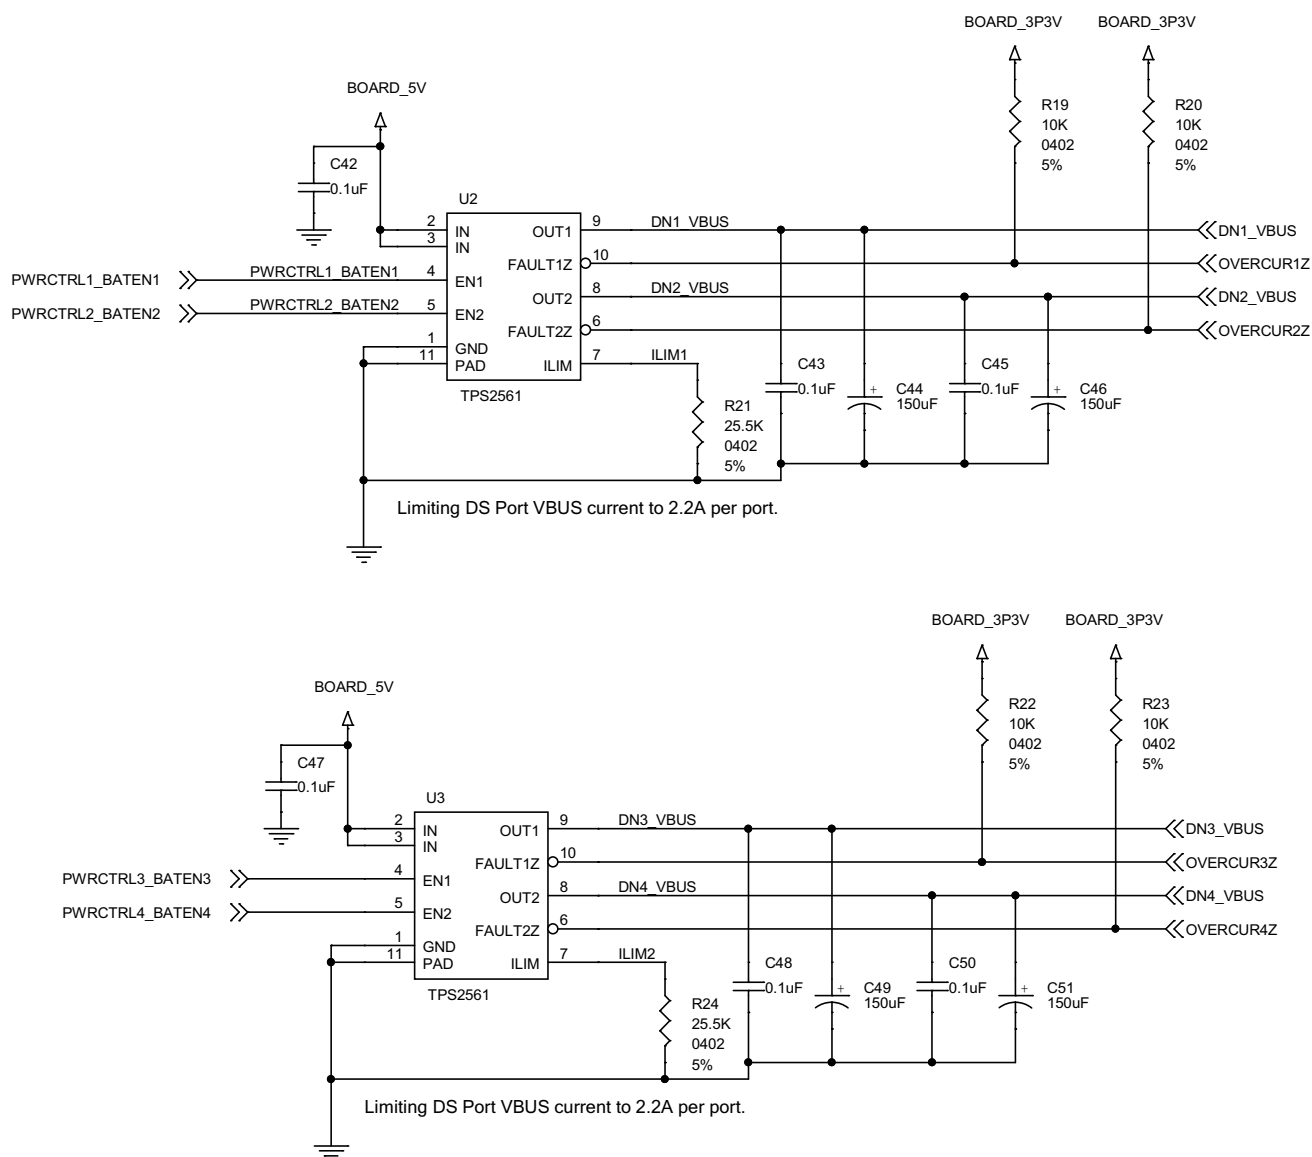 BOARD_3P3V BOARD_3P3V
BOARD_5V
R19
10K
0402
5%
R20
10K
0402
5%
C42
0.1uF
U2
2 IN
3 IN
4 EN1
5 EN2
1 GND
11 PAD
OUT1 9
FAULT1Z 10
OUT2 8
FAULT2Z 6
ILIM 7
TPS2561
PWRCTRL1_BATEN1 PWRCTRL1_BATEN1
PWRCTRL2_BATEN2 PWRCTRL2_BATEN2
DN1_VBUS DN1_VBUS
OVERCUR1Z
DN2_VBUS DN2_VBUS
OVERCUR2Z
ILIM1
R21
25.5K
0402
5%
C43
0.1uF
+ C44
150uF
C45
0.1uF
+ C46
150uF
Limiting DS Port VBUS current to 2.2A per port.
BOARD_3P3V BOARD_3P3V
BOARD_5V
R22
10K
0402
5%
R23
10K
0402
5%
C47
0.1uF
U3
2 IN
3 IN
4 EN1
5 EN2
1 GND
11 PAD
OUT1 9
FAULT1Z 10
OUT2 8
FAULT2Z 6
ILIM 7
TPS2561
PWRCTRL3_BATEN3
PWRCTRL4_BATEN4
DN3_VBUS DN3_VBUS
OVERCUR3Z
DN4_VBUS DN4_VBUS
OVERCUR4Z
ILIM2
R24
25.5K
0402
5%
C48
0.1uF
+ C49
150uF
C50
0.1uF
+ C51
150uF
Limiting DS Port VBUS current to 2.2A per port.